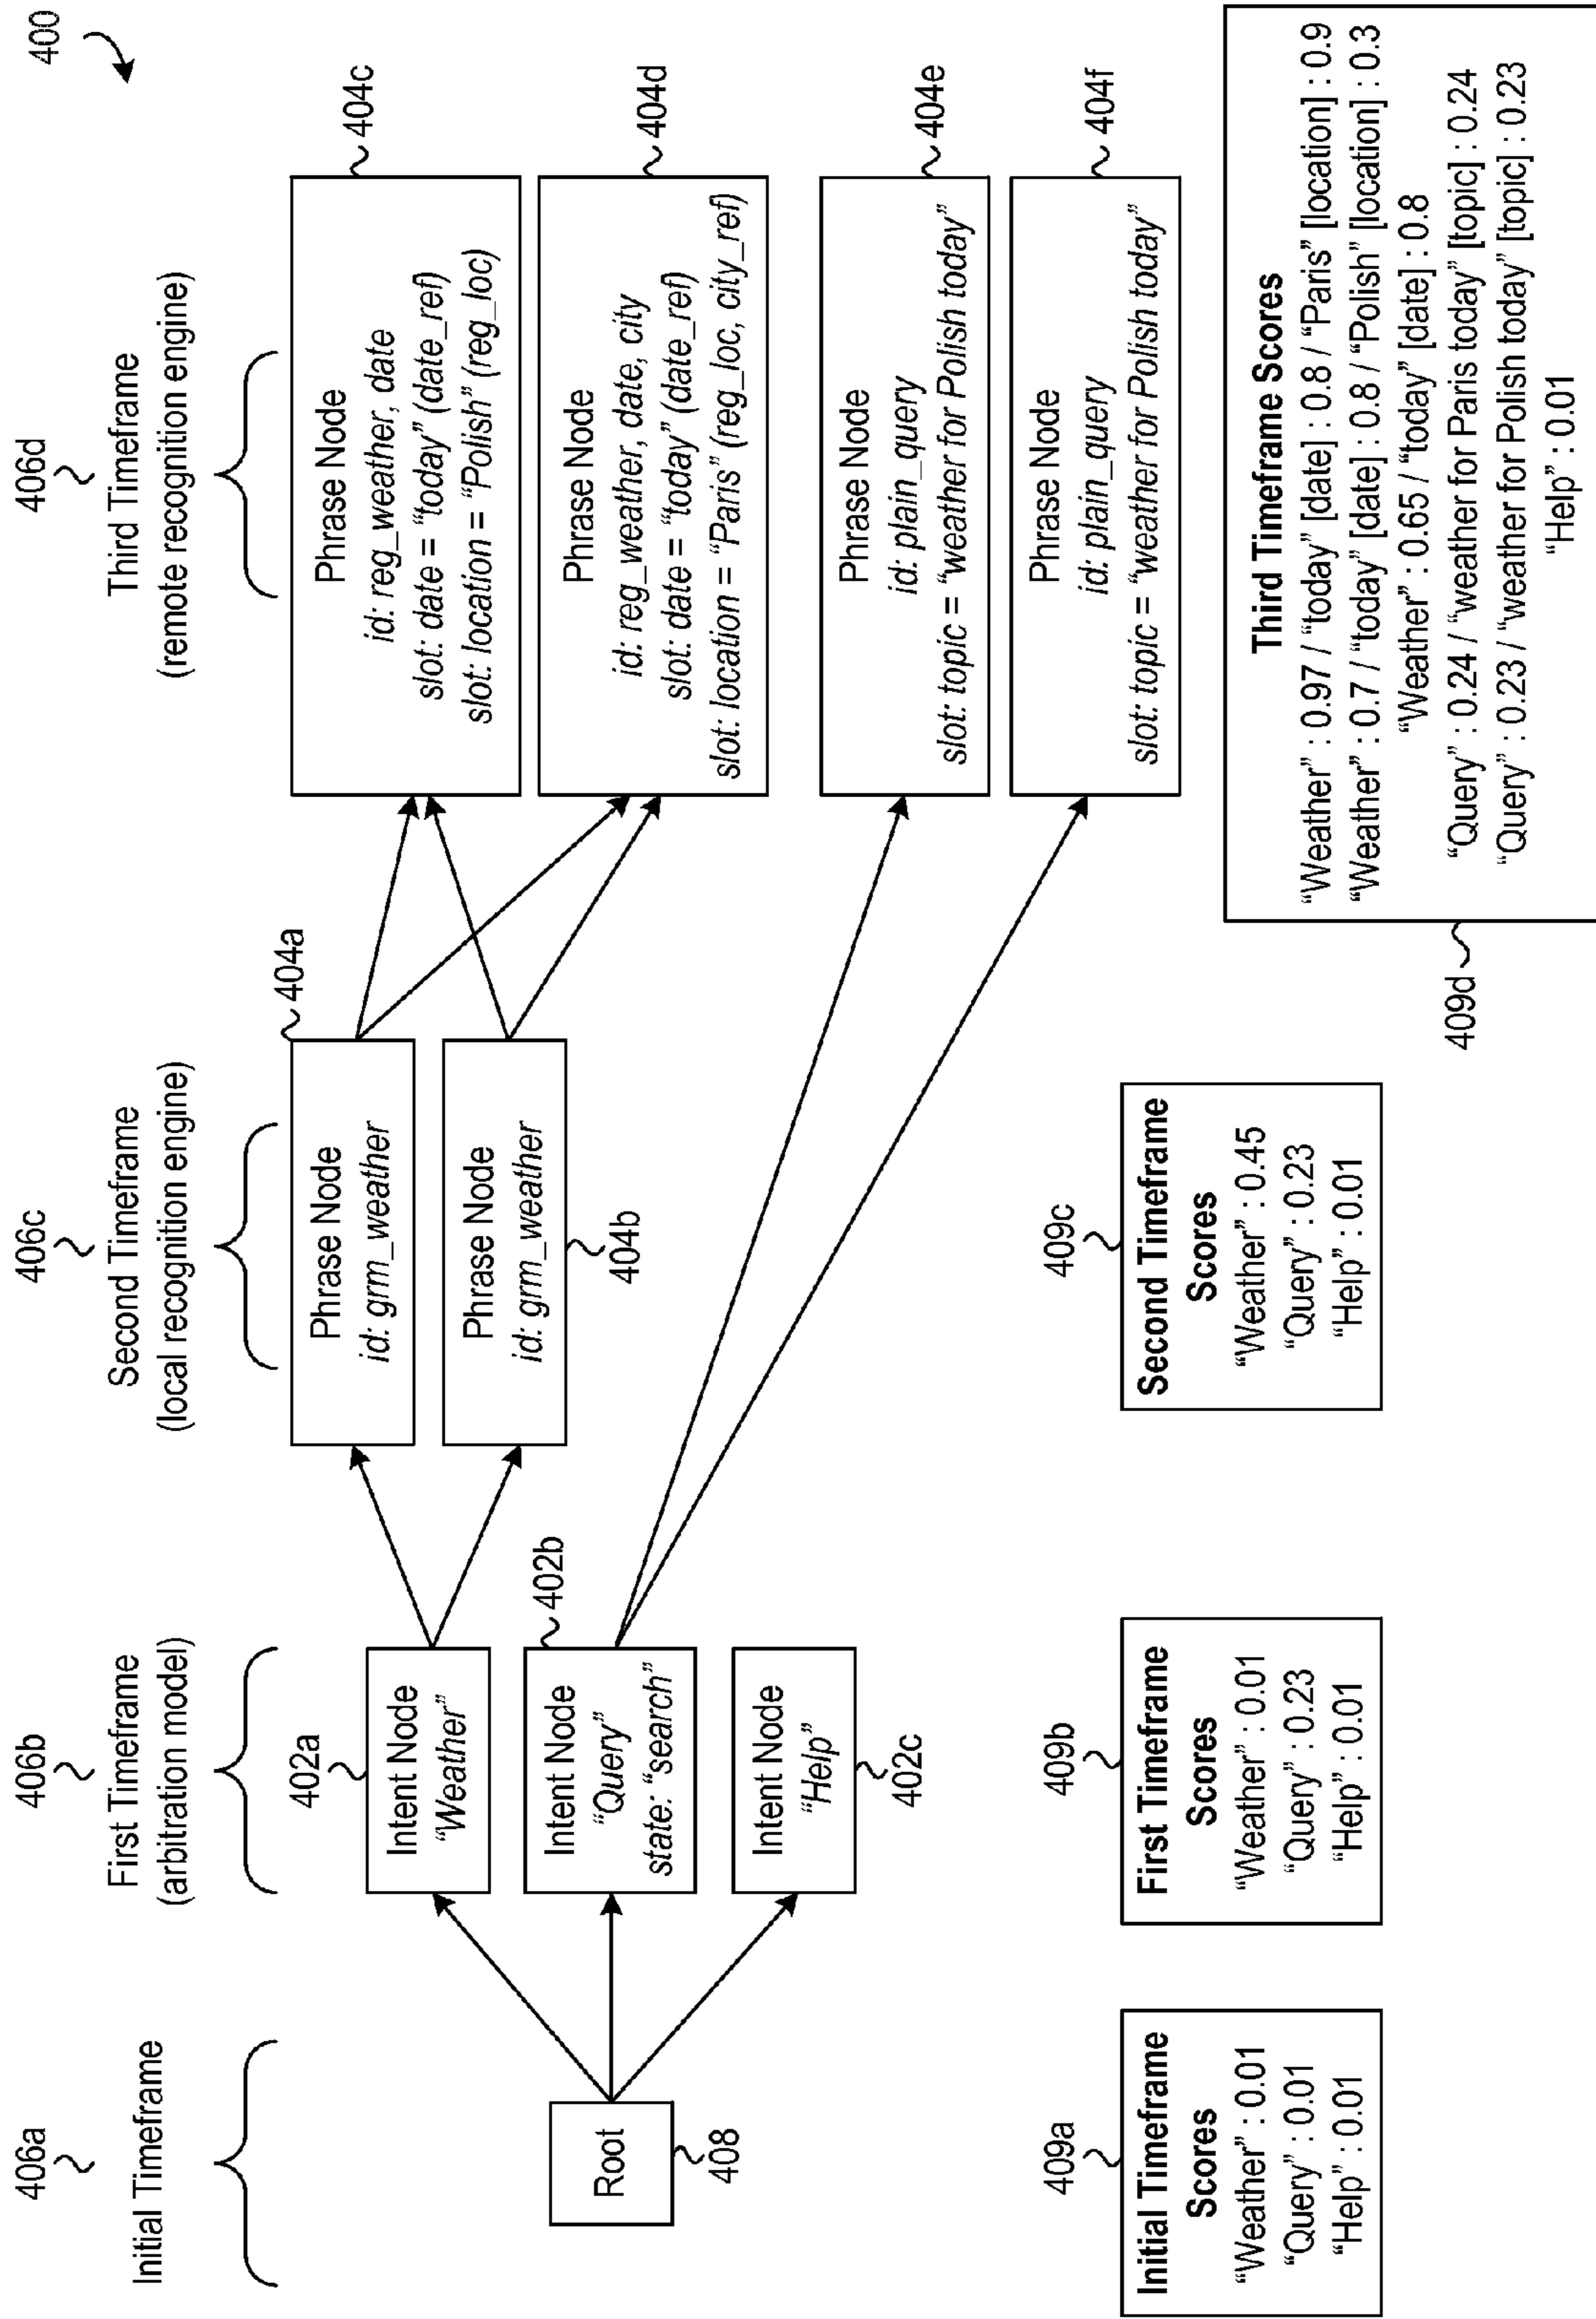 400
406a
Initial Timeframe
406b
First Timeframe
(arbitration model)
406c
Second Timeframe
(local recognition engine)
406d
Third Timeframe
(remote recognition engine)
Root
408
402a
Intent Node
“Weather”
402b
Intent Node
“Query”
state: “search”
Intent Node
“Help”
402c
404a
Phrase Node
id: grm_weather
Phrase Node
id: grm_weather
404b
404c
Phrase Node
id: reg_weather, date
slot: date = “today” (date_ref)
slot: location = “Polish” (reg_loc)
404d
Phrase Node
id: reg_weather, date, city
slot: date = “today” (date_ref)
slot: location = “Paris” (reg_loc, city_ref)
404e
Phrase Node
id: plain_query
slot: topic = “weather for Polish today”
404f
Phrase Node
id: plain_query
slot: topic = “weather for Polish today”
409a
Initial Timeframe
Scores
“Weather” : 0.01
“Query” : 0.01
“Help” : 0.01
409b
First Timeframe
Scores
“Weather” : 0.01
“Query” : 0.23
“Help” : 0.01
409c
Second Timeframe
Scores
“Weather” : 0.45
“Query” : 0.23
“Help” : 0.01
409d
Third Timeframe Scores
“Weather” : 0.97 / “today” [date] : 0.8 / “Paris” [location] : 0.9
“Weather” : 0.7 / “today” [date] : 0.8 / “Polish” [location] : 0.3
“Weather” : 0.65 / “today” [date] : 0.8
“Query” : 0.24 / “weather for Paris today” [topic] : 0.24
“Query” : 0.23 / “weather for Polish today” [topic] : 0.23
“Help” : 0.01